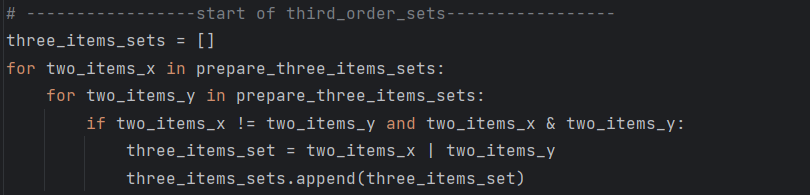 # -----------------start of third_order_sets-----------------
three_items_sets = []
for two_items_x in prepare_three_items_sets:
    for two_items_y in prepare_three_items_sets:
        if two_items_x != two_items_y and two_items_x & two_items_y:
            three_items_set = two_items_x | two_items_y
            three_items_sets.append(three_items_set)